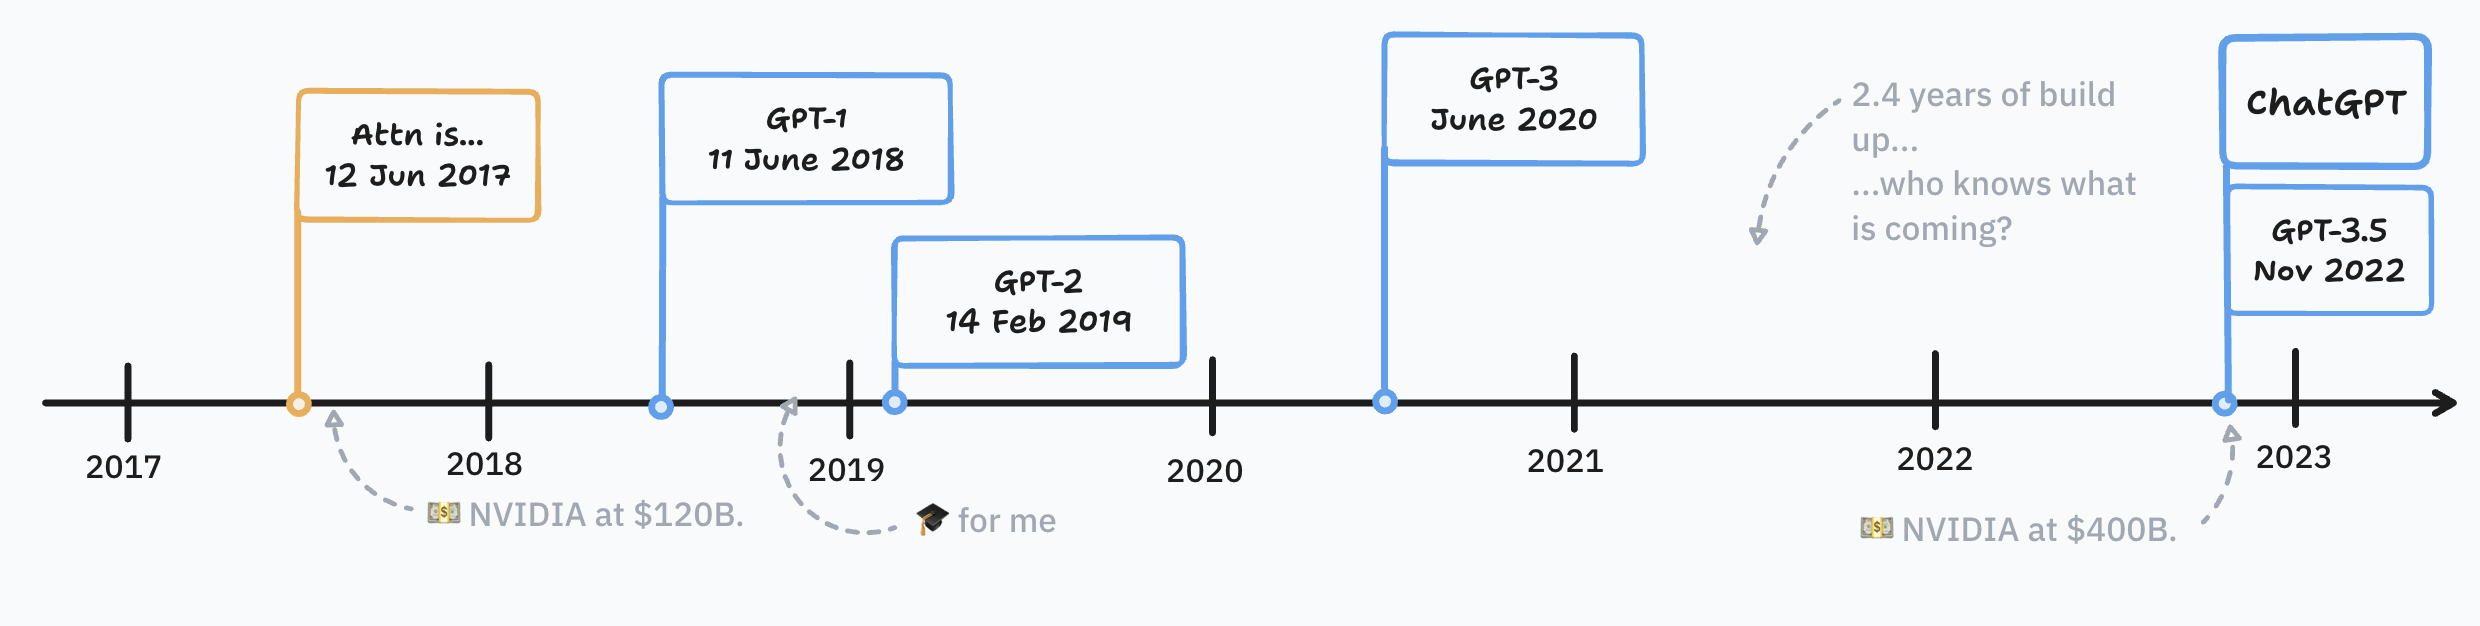 Attn is...
12 Jun 2017
GPT-1
11 June 2018
GPT-2
14 Feb 2019
GPT-3
June 2020
2.4 years of build
up...
...who knows what
is coming?
ChatGPT
GPT-3.5
Nov 2022
2017
2018
2019
2020
2021
2022
2023
💵 NVIDIA at $120B.
🎓 for me
💵 NVIDIA at $400B.